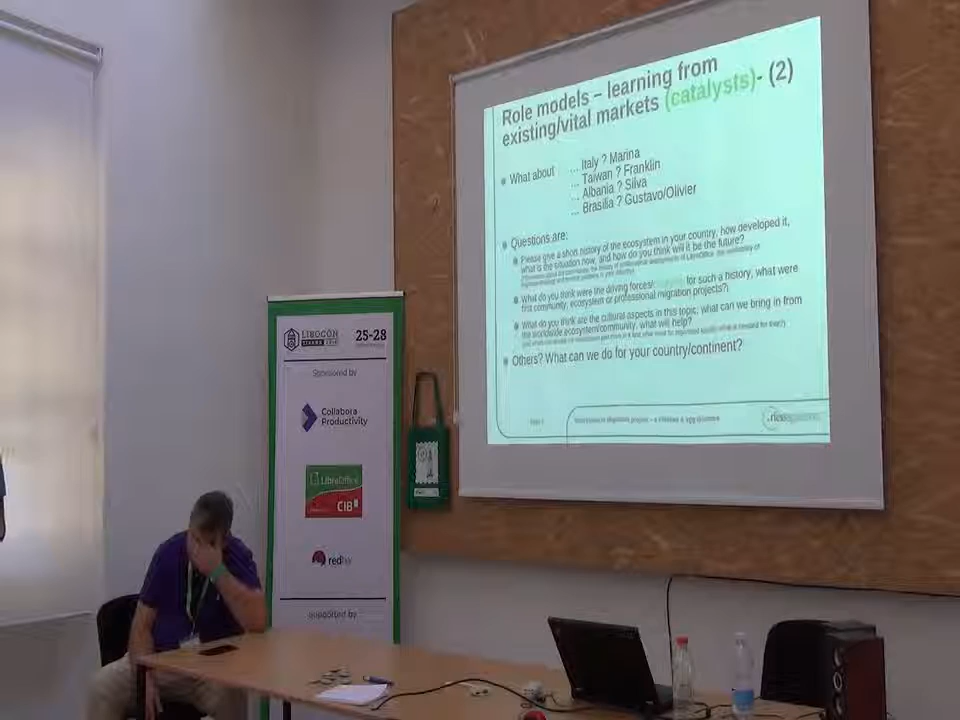 Role models – learning from
existing/vital markets (catalysts)- (2)
What about ... Italy ? Marina
... Taiwan ? Franklin
... Albania ? Silva
... Brasilia ? Gustavo/Olivier
Questions are:
Please give a short history of the ecosystem in your country, how developed it,
what is the situation now, and how do you think will it be the future?
What do you think were the driving forces/ for such a history, what were
first community, ecosystem or professional migration projects?
What do you think are the cultural aspects in this topic, what can we bring in from
the worldwide ecosystem/community, what will help?
Others? What can we do for your country/continent?
LIBOCON
25-28
Sponsored by
Collabora
Productivity
LibreOffice
CIB
red
supported by